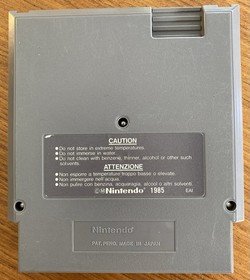 CAUTION
●Do not store in extreme temperatures.
●Do not immerse in water.
●Do not clean with benzene, thinner, alcohol or other such
solvents.
ATTENZIONE
●Non esporre a temperature troppo basse o elevate.
●Non immergere nell'acqua.
●Non pulire con benzina, acquaragia, alcool o altri solventi.
©Ⓜ Nintendo 1985 EAI
Nintendo
PAT. PEND. MADE IN JAPAN